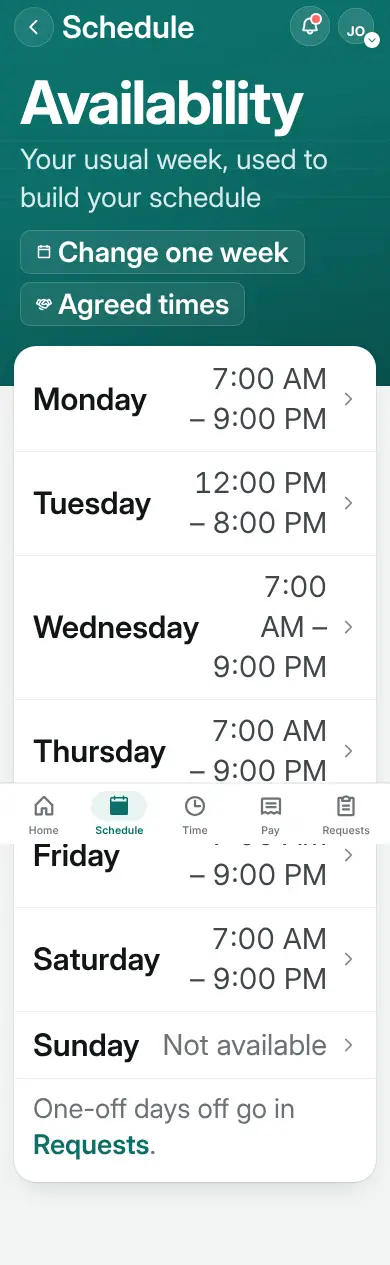 Schedule
JO
Availability
Your usual week, used to
build your schedule
Change one week
Agreed times
Monday
7:00 AM
– 9:00 PM
Tuesday
12:00 PM
– 8:00 PM
Wednesday
7:00
AM –
9:00 PM
Thursday
7:00 AM
– 9:00 PM
Home
Schedule
Time
Pay
Requests
Friday
– 9:00 PM
Saturday
7:00 AM
– 9:00 PM
Sunday
Not available
One-off days off go in
Requests.